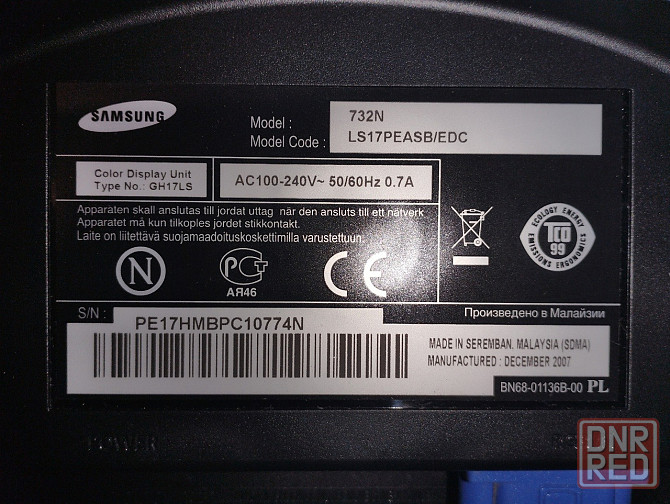 SAMSUNG
Model : 732N
Model Code : LS17PEASB/EDC
Color Display Unit
Type No.: GH17LS
AC100-240V~ 50/60Hz 0.7A
Apparaten skall anslutas till jordat uttag när den ansluts till ett nätverk
Apparatet må kun tilkoples jordet stikkontakt.
Laite on liitettävä suojamaadoituskoskettimilla varustettuun.
ECOLOGY ENERGY
TCO
99
EMISSIONS ERGONOMICS
N
PCT
АЯ46
CE
S/N :
Произведено в Малайзии
PE17HMBPC10774N
MADE IN SEREMBAN. MALAYSIA (SDMA)
MANUFACTURED : DECEMBER 2007
BN68-01136B-00 PL
POWER
DNR
RED